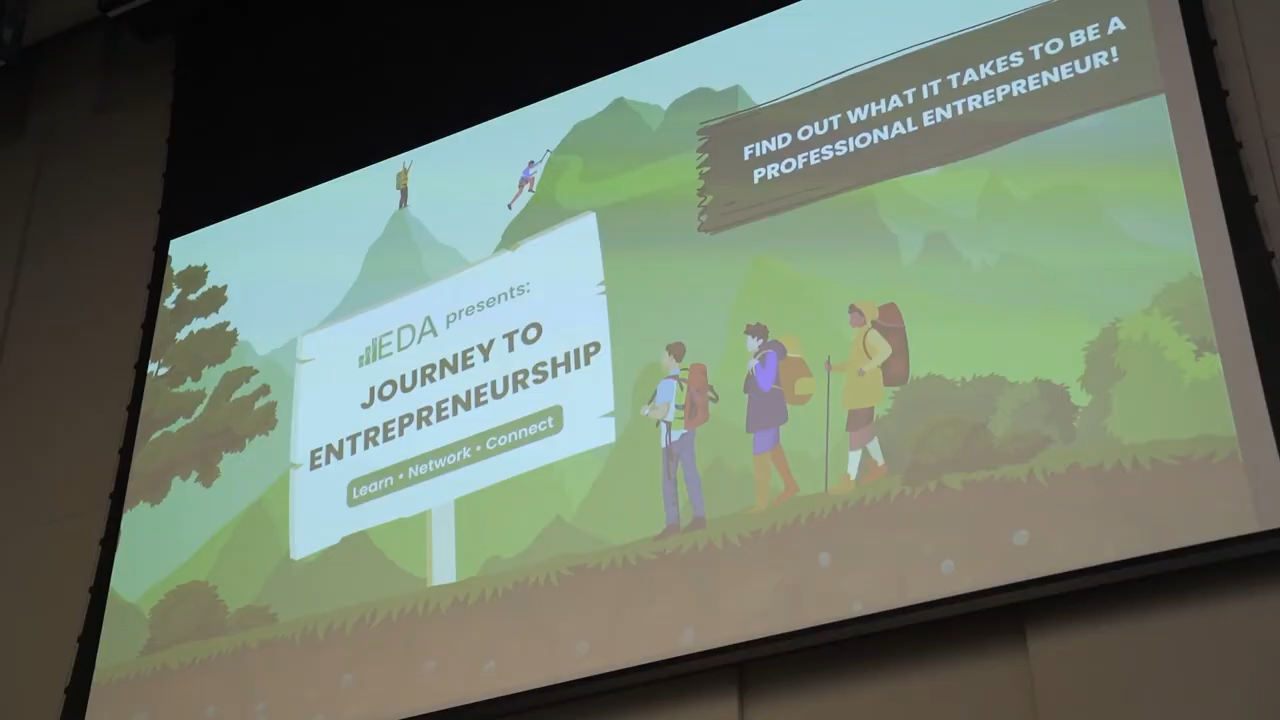 EDA presents:
JOURNEY TO
ENTREPRENEURSHIP
Learn • Network • Connect
FIND OUT WHAT IT TAKES TO BE A
PROFESSIONAL ENTREPRENEUR!